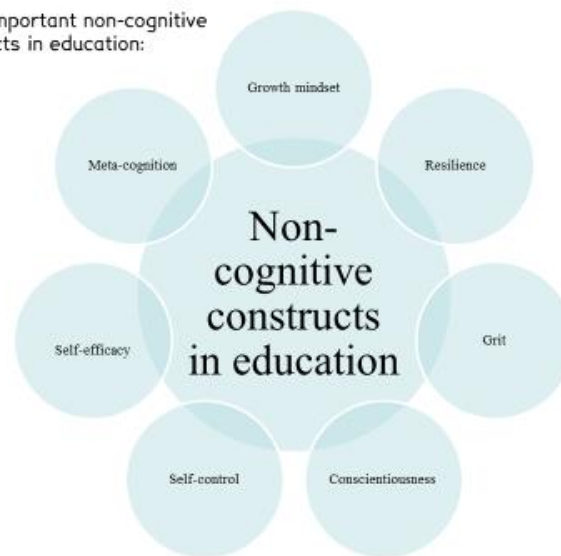 mportant non-cognitive
cts in education:
Growth mindset
Meta-cognition
Resilience
Non-
cognitive
constructs
in education
Self-efficacy
Grit
Self-control
Conscientiousness